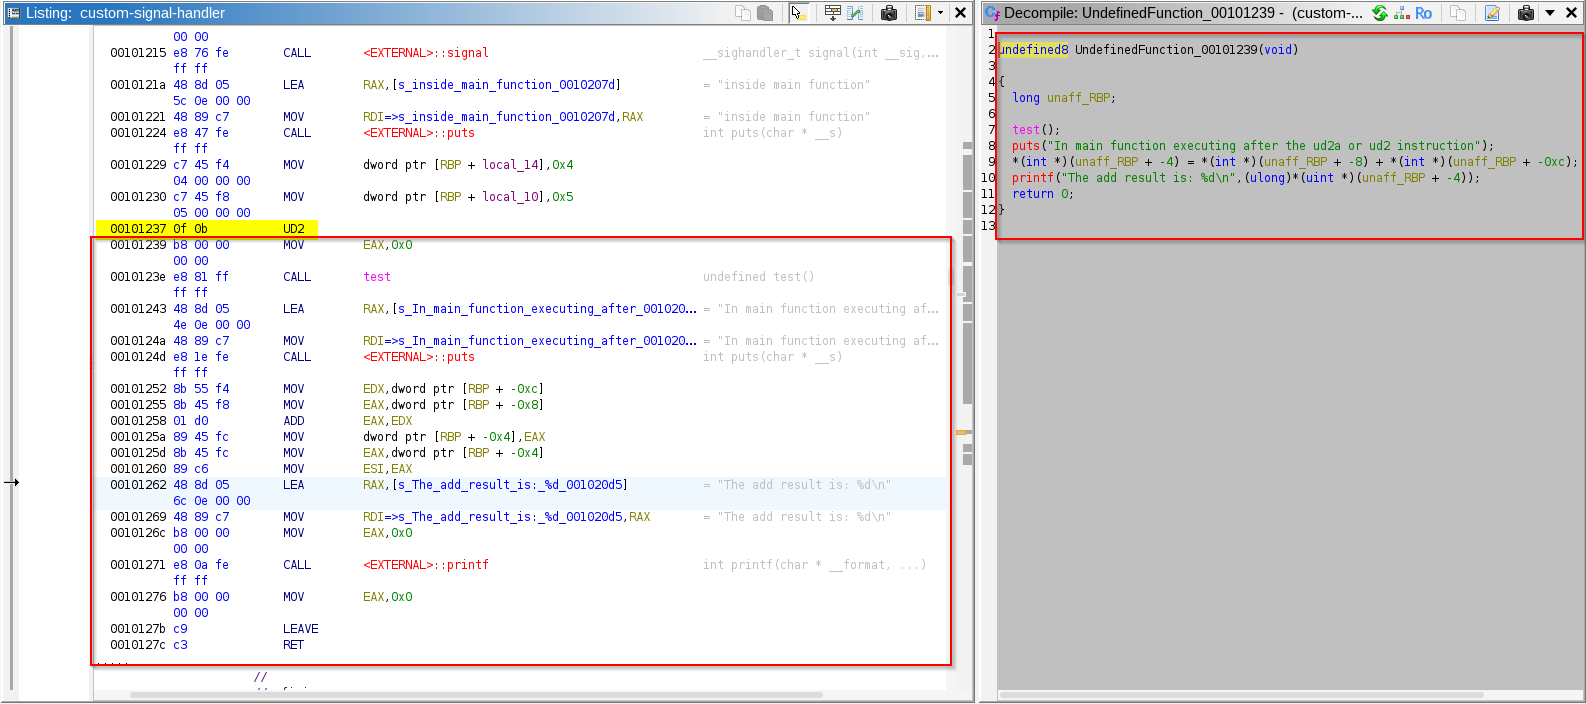 Listing: custom-signal-handler
00 00
00101215 e8 76 fe CALL <EXTERNAL>::signal __sighandler_t signal(int __sig,...
ff ff
0010121a 48 8d 05 LEA RAX,[s_inside_main_function_0010207d] = "inside main function"
5c 0e 00 00
00101221 48 89 c7 MOV RDI=>s_inside_main_function_0010207d,RAX = "inside main function"
00101224 e8 47 fe CALL <EXTERNAL>::puts int puts(char * __s)
ff ff
00101229 c7 45 f4 MOV dword ptr [RBP + local_14],0x4
04 00 00 00
00101230 c7 45 f8 MOV dword ptr [RBP + local_10],0x5
05 00 00 00
00101237 0f 0b UD2
00101239 b8 00 00 MOV EAX,0x0
00 00
0010123e e8 81 ff CALL test undefined test()
ff ff
00101243 48 8d 05 LEA RAX,[s_In_main_function_executing_after_001020... = "In main function executing af...
4e 0e 00 00
0010124a 48 89 c7 MOV RDI=>s_In_main_function_executing_after_001020... = "In main function executing af...
0010124d e8 1e fe CALL <EXTERNAL>::puts int puts(char * __s)
ff ff
00101252 8b 55 f4 MOV EDX,dword ptr [RBP + -0xc]
00101255 8b 45 f8 MOV EAX,dword ptr [RBP + -0x8]
00101258 01 d0 ADD EAX,EDX
0010125a 89 45 fc MOV dword ptr [RBP + -0x4],EAX
0010125d 8b 45 fc MOV EAX,dword ptr [RBP + -0x4]
00101260 89 c6 MOV ESI,EAX
00101262 48 8d 05 LEA RAX,[s_The_add_result_is:_%d_001020d5] = "The add result is: %d\n"
6c 0e 00 00
00101269 48 89 c7 MOV RDI=>s_The_add_result_is:_%d_001020d5,RAX = "The add result is: %d\n"
0010126c b8 00 00 MOV EAX,0x0
00 00
00101271 e8 0a fe CALL <EXTERNAL>::printf int printf(char * __format, ...)
ff ff
00101276 b8 00 00 MOV EAX,0x0
00 00
0010127b c9 LEAVE
0010127c c3 RET
//
Decompile: UndefinedFunction_00101239 - (custom-... Ro
1
2 undefined8 UndefinedFunction_00101239(void)
3
4 {
5 long unaff_RBP;
6
7 test();
8 puts("In main function executing after the ud2a or ud2 instruction");
9 *(int *)(unaff_RBP + -4) = *(int *)(unaff_RBP + -8) + *(int *)(unaff_RBP + -0xc);
10 printf("The add result is: %d\n",(ulong)*(uint *)(unaff_RBP + -4));
11 return 0;
12 }
13